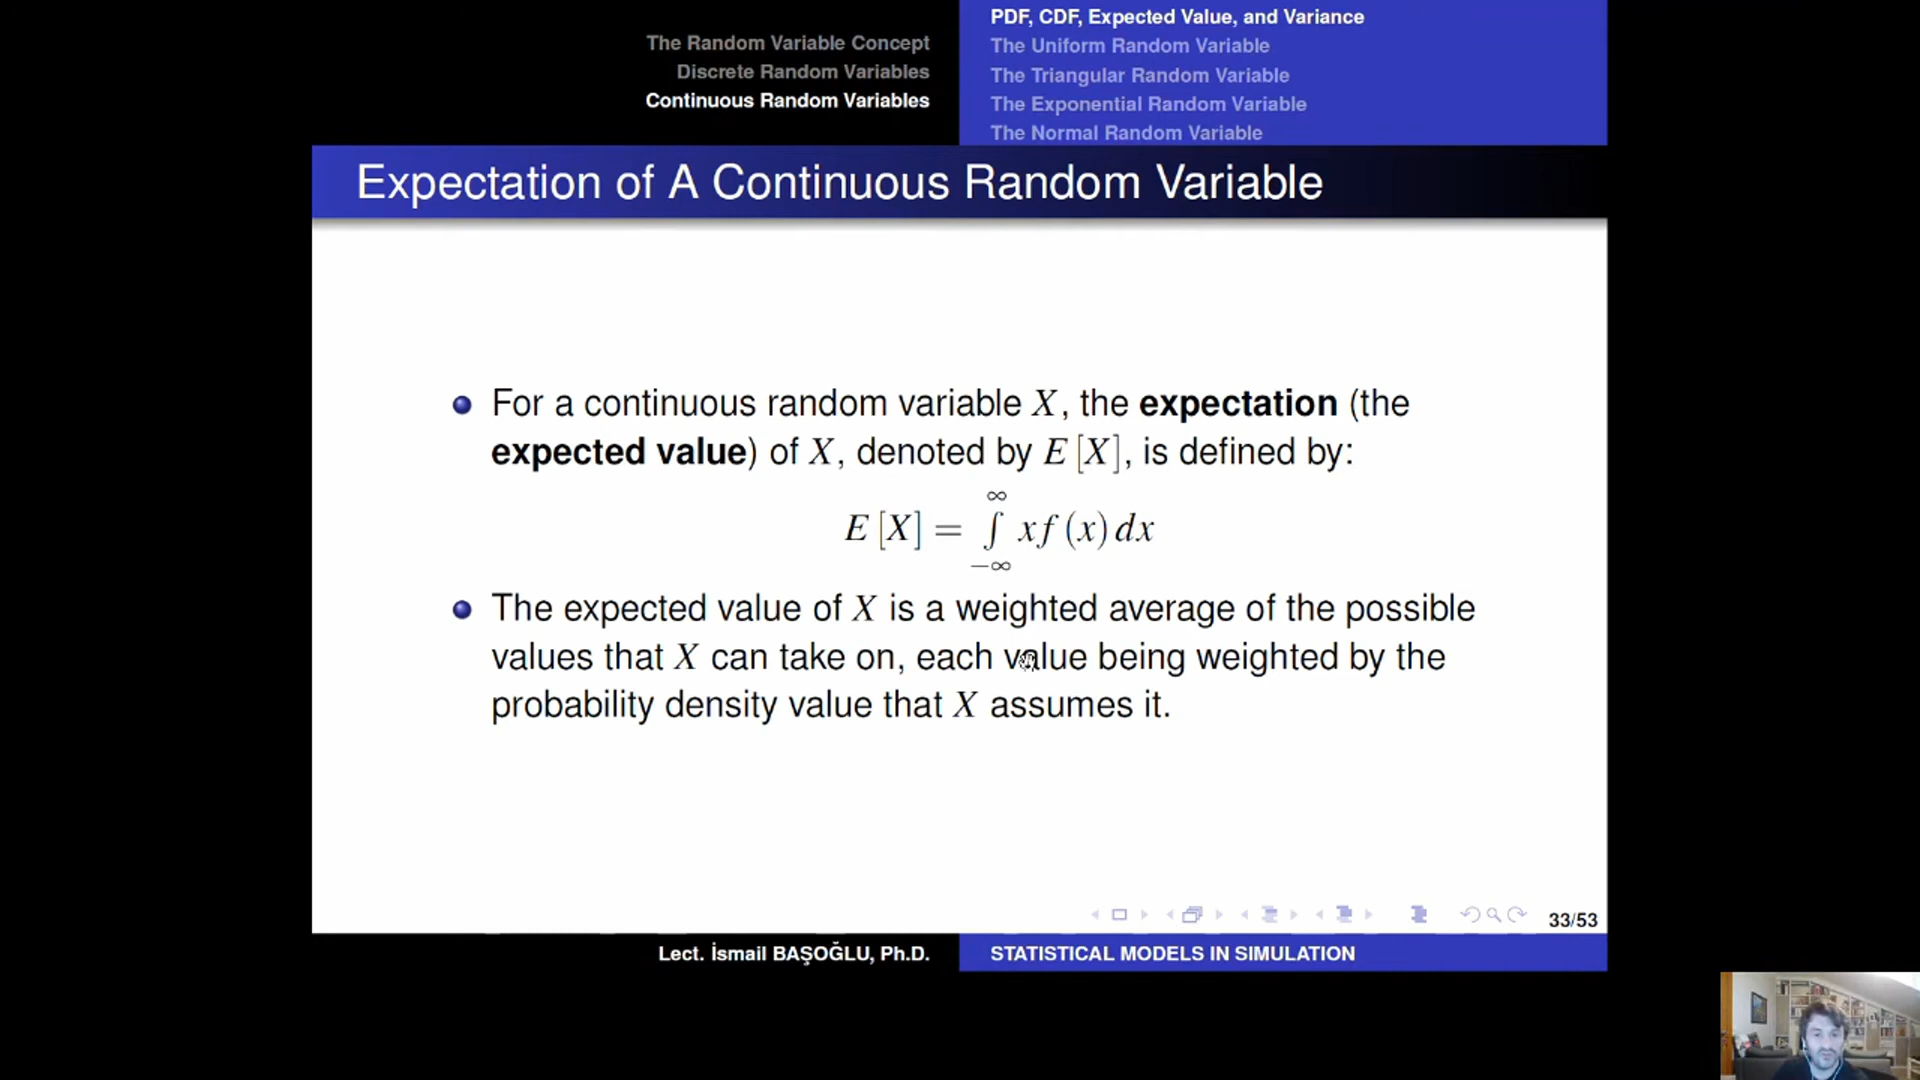 The Random Variable Concept
Discrete Random Variables
Continuous Random Variables
PDF, CDF, Expected Value, and Variance
The Uniform Random Variable
The Triangular Random Variable
The Exponential Random Variable
The Normal Random Variable
Expectation of A Continuous Random Variable
For a continuous random variable X, the expectation (the
expected value) of X, denoted by E [X], is defined by:
E [X] = ∫_{−∞}^{∞} xf (x) dx
The expected value of X is a weighted average of the possible
values that X can take on, each value being weighted by the
probability density value that X assumes it.
33/53
Lect. İsmail BAŞOĞLU, Ph.D.
STATISTICAL MODELS IN SIMULATION